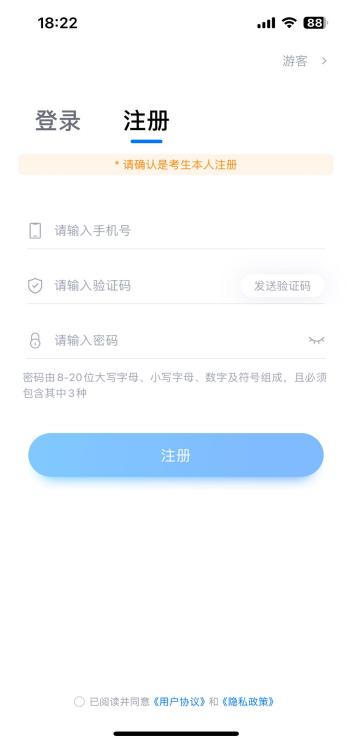 18:22
88
游客
登录
注册
* 请确认是考生本人注册
请输入手机号
请输入验证码
发送验证码
请输入密码
密码由8-20位大写字母、小写字母、数字及符号组成，且必须
包含其中3种
注册
已阅读并同意《用户协议》和《隐私政策》